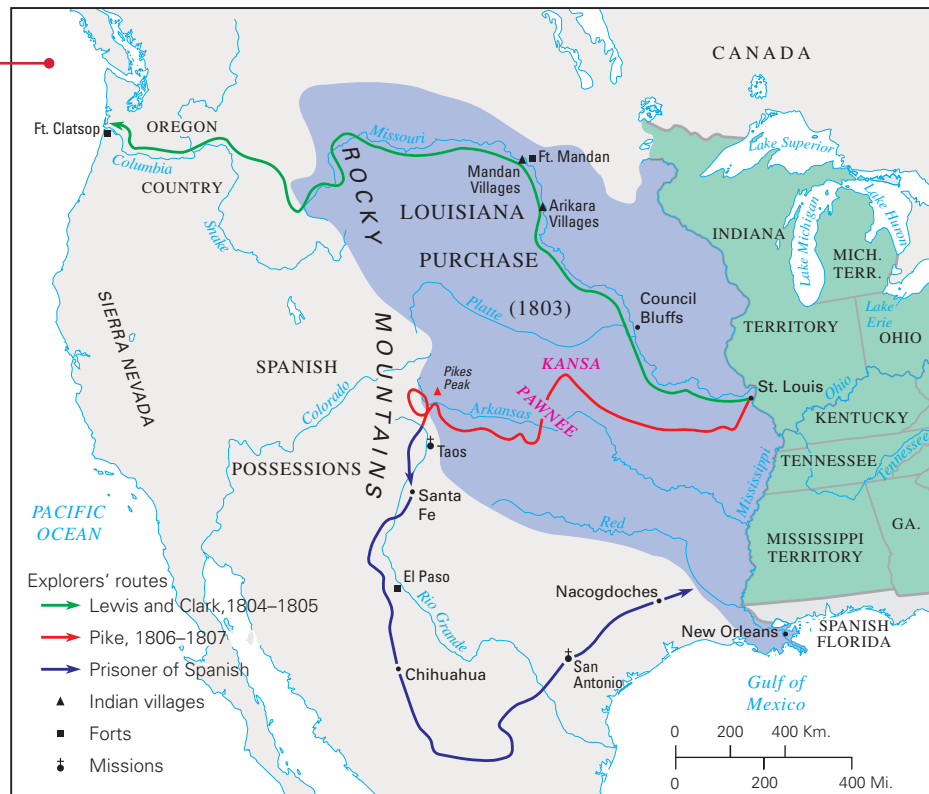 CANADA
Ft. Clatsop
OREGON
COUNTRY
Columbia
Snake
Missouri
ROCKY
MOUNTAINS
Ft. Mandan
Mandan
Villages
Arikara
Villages
LOUISIANA
PURCHASE
(1803)
Platte
Council
Bluffs
Lake Superior
Lake Michigan
Lake Huron
Lake
Erie
INDIANA
TERRITORY
MICH.
TERR.
OHIO
SIERRA NEVADA
SPANISH
POSSESSIONS
Colorado
Pikes
Peak
KANSA
PAWNEE
Arkansas
St. Louis
Ohio
KENTUCKY
TENNESSEE
Tennessee
Mississippi
Taos
Santa
Fe
Red
MISSISSIPPI
TERRITORY
GA.
PACIFIC
OCEAN
El Paso
Rio Grande
Nacogdoches
New Orleans
SPANISH
FLORIDA
Chihuahua
San
Antonio
Gulf of
Mexico
Explorers' routes
Lewis and Clark, 1804–1805
Pike, 1806–1807
Prisoner of Spanish
Indian villages
Forts
Missions
0 200 400 Km.
0 200 400 Mi.